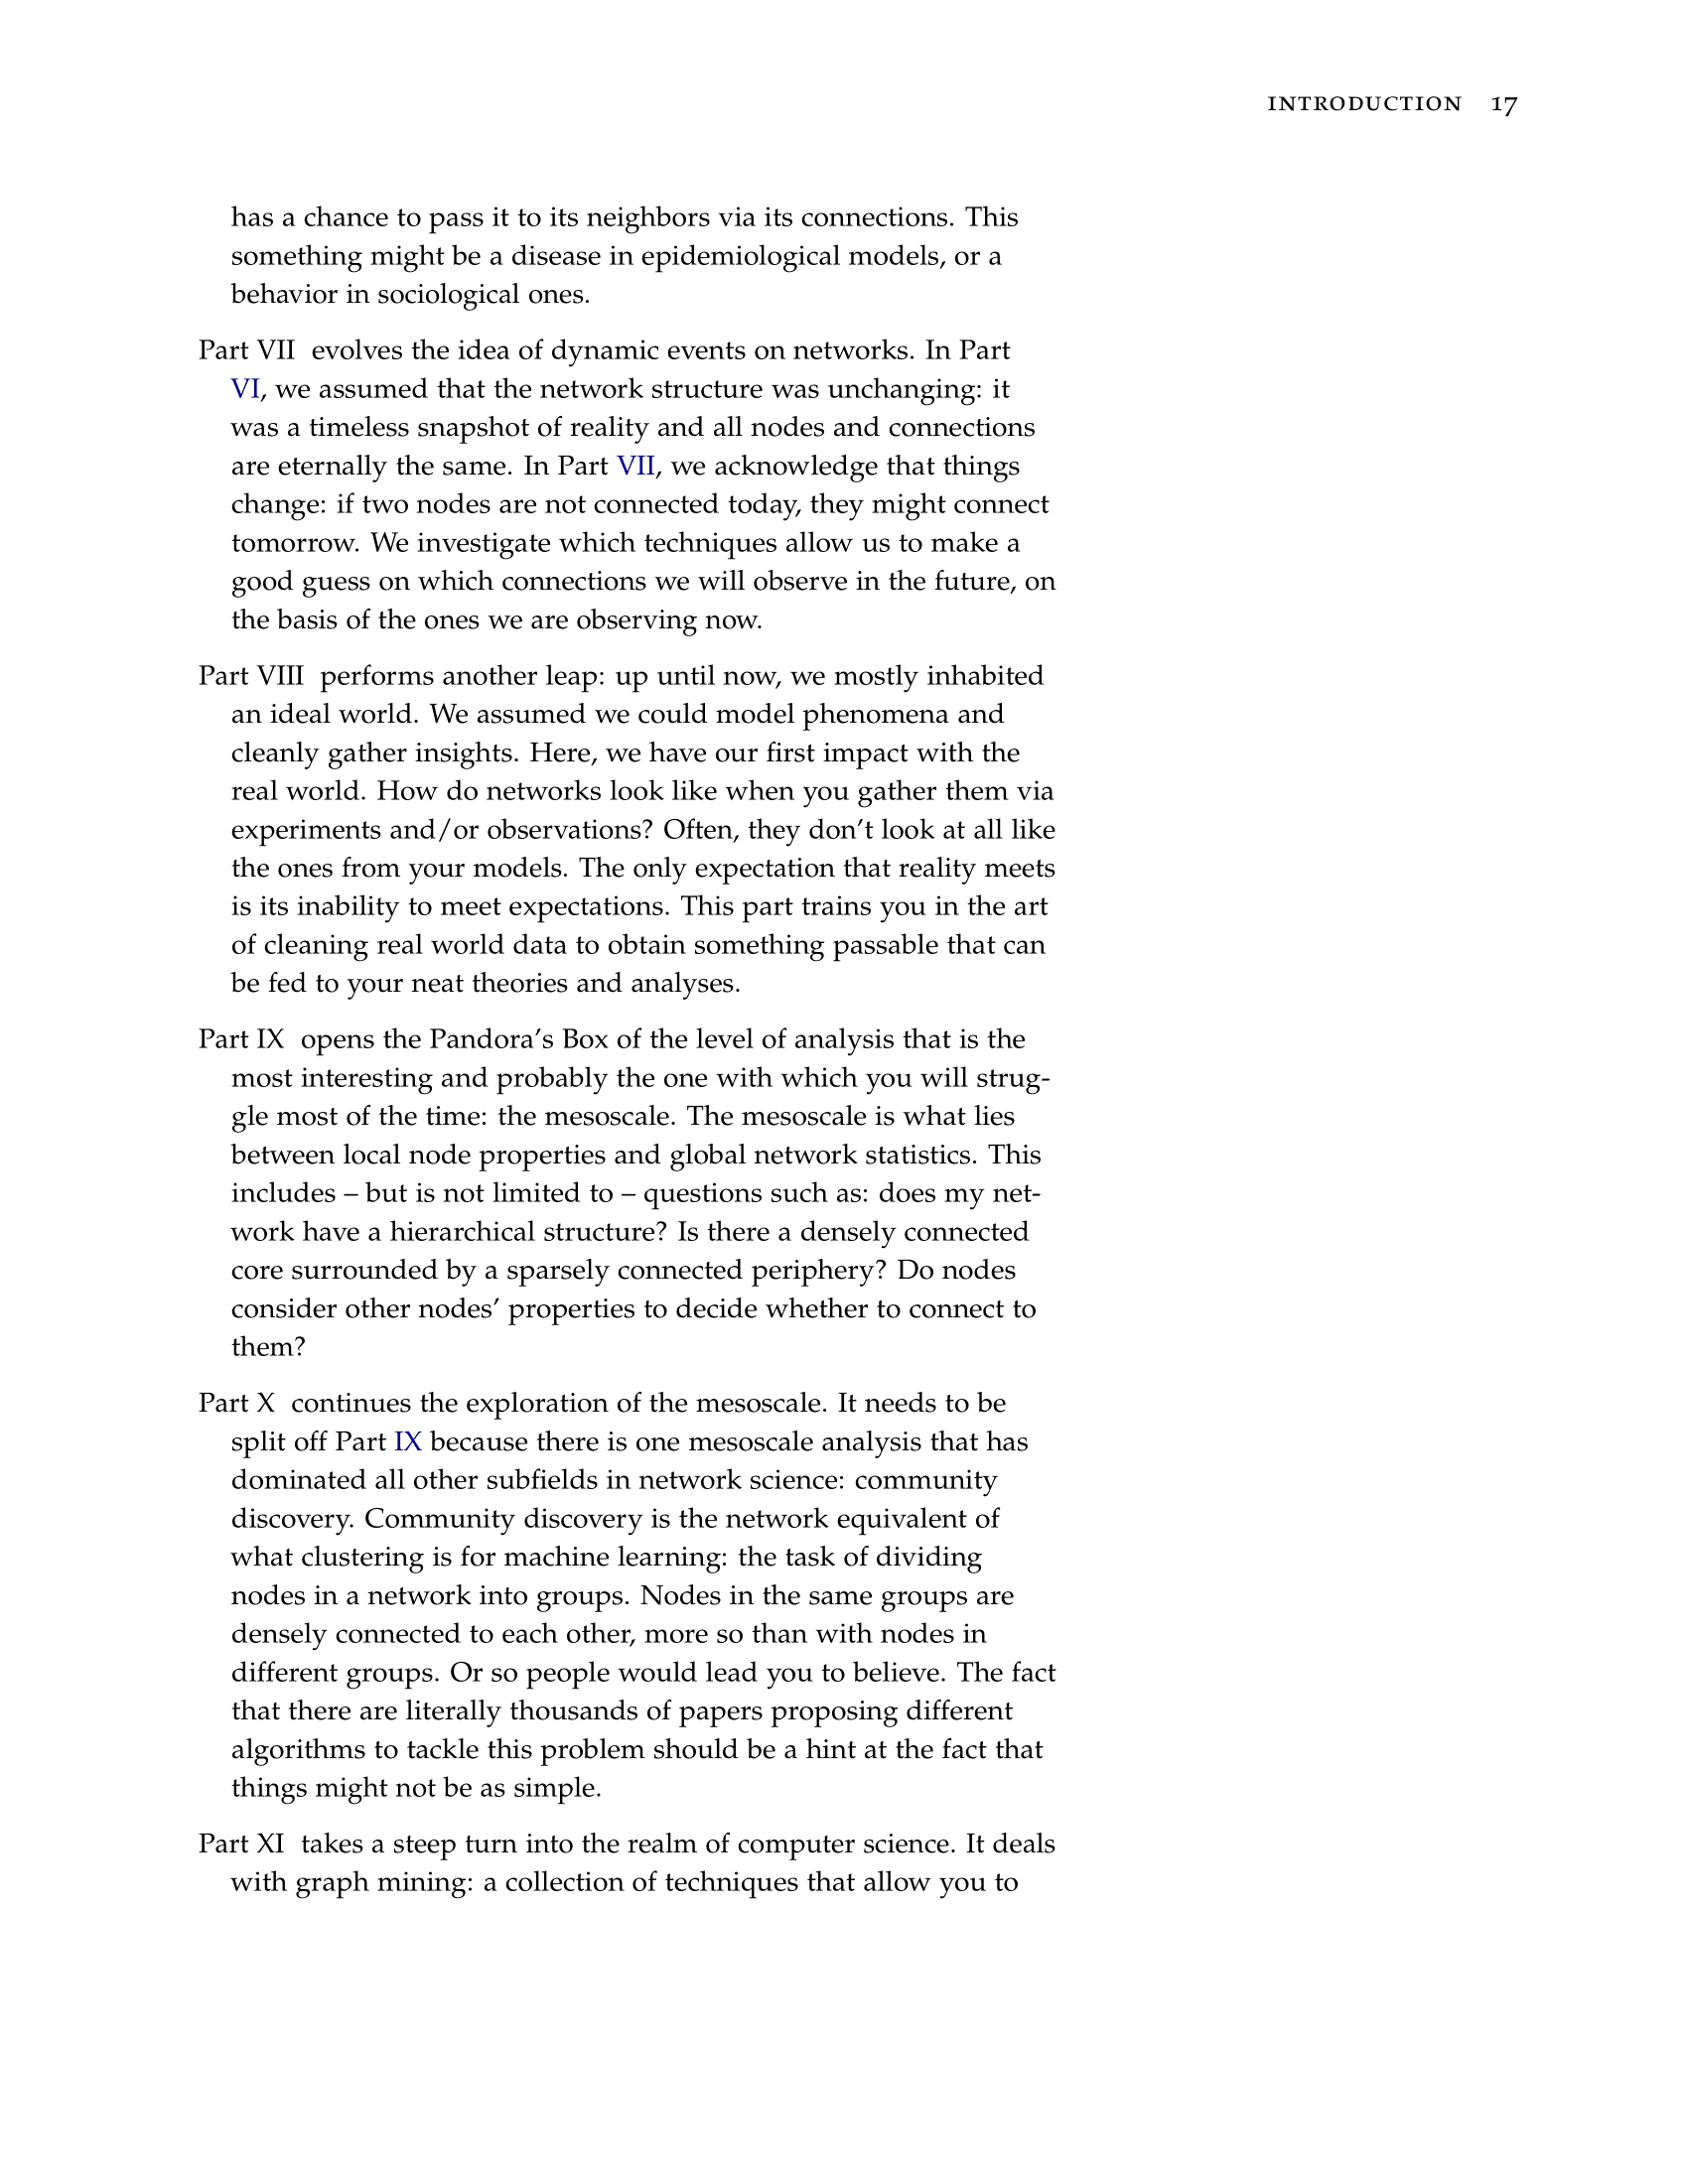 INTRODUCTION 17
has a chance to pass it to its neighbors via its connections. This
something might be a disease in epidemiological models, or a
behavior in sociological ones.
Part VII evolves the idea of dynamic events on networks. In Part
VI, we assumed that the network structure was unchanging: it
was a timeless snapshot of reality and all nodes and connections
are eternally the same. In Part VII, we acknowledge that things
change: if two nodes are not connected today, they might connect
tomorrow. We investigate which techniques allow us to make a
good guess on which connections we will observe in the future, on
the basis of the ones we are observing now.
Part VIII performs another leap: up until now, we mostly inhabited
an ideal world. We assumed we could model phenomena and
cleanly gather insights. Here, we have our first impact with the
real world. How do networks look like when you gather them via
experiments and/or observations? Often, they don't look at all like
the ones from your models. The only expectation that reality meets
is its inability to meet expectations. This part trains you in the art
of cleaning real world data to obtain something passable that can
be fed to your neat theories and analyses.
Part IX opens the Pandora's Box of the level of analysis that is the
most interesting and probably the one with which you will strug-
gle most of the time: the mesoscale. The mesoscale is what lies
between local node properties and global network statistics. This
includes – but is not limited to – questions such as: does my net-
work have a hierarchical structure? Is there a densely connected
core surrounded by a sparsely connected periphery? Do nodes
consider other nodes' properties to decide whether to connect to
them?
Part X continues the exploration of the mesoscale. It needs to be
split off Part IX because there is one mesoscale analysis that has
dominated all other subfields in network science: community
discovery. Community discovery is the network equivalent of
what clustering is for machine learning: the task of dividing
nodes in a network into groups. Nodes in the same groups are
densely connected to each other, more so than with nodes in
different groups. Or so people would lead you to believe. The fact
that there are literally thousands of papers proposing different
algorithms to tackle this problem should be a hint at the fact that
things might not be as simple.
Part XI takes a steep turn into the realm of computer science. It deals
with graph mining: a collection of techniques that allow you to